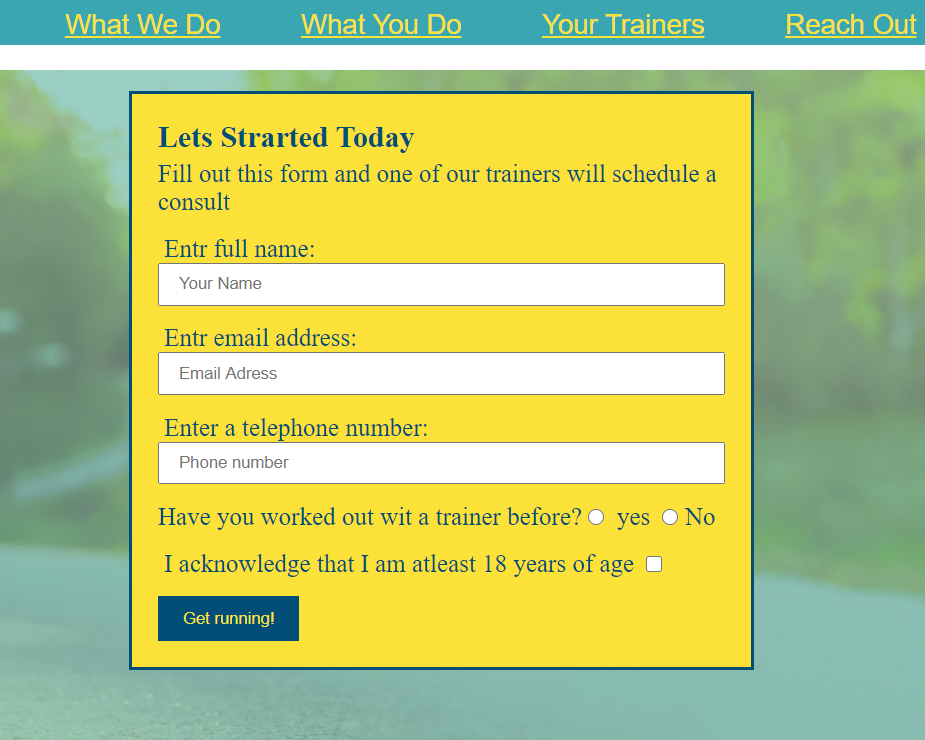 What We Do What You Do Your Trainers Reach Out
Lets Strarted Today
Fill out this form and one of our trainers will schedule a
consult
Entr full name:
Your Name
Entr email address:
Email Adress
Enter a telephone number:
Phone number
Have you worked out wit a trainer before? yes No
I acknowledge that I am atleast 18 years of age
Get running!